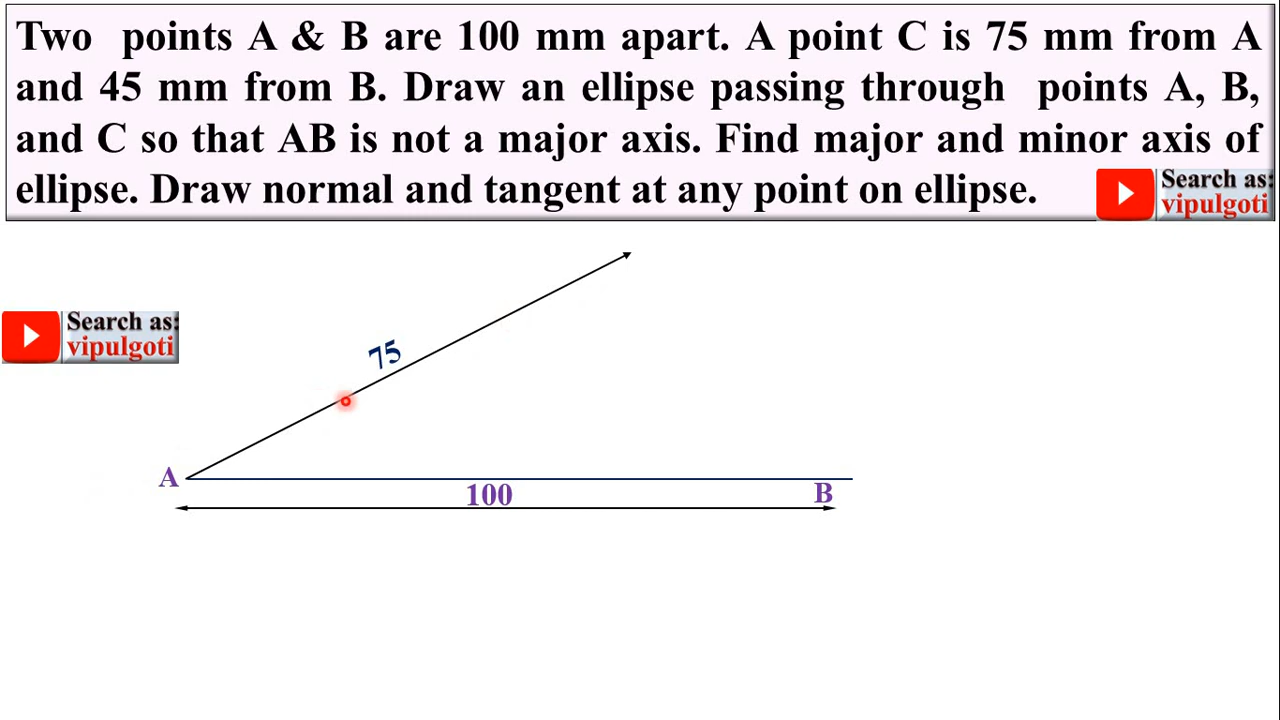 Two points A & B are 100 mm apart. A point C is 75 mm from A
and 45 mm from B. Draw an ellipse passing through points A, B,
and C so that AB is not a major axis. Find major and minor axis of
ellipse. Draw normal and tangent at any point on ellipse.
Search as:
vipulgoti
Search as:
vipulgoti
75
A
100
B